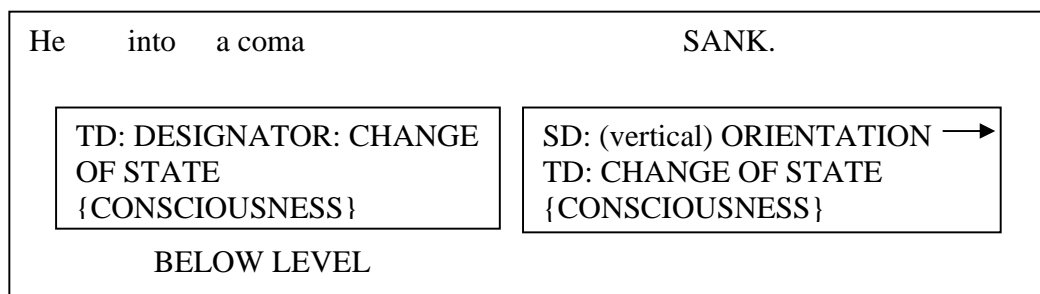 He into a coma SANK.
TD: DESIGNATOR: CHANGE
OF STATE
{CONSCIOUSNESS}
SD: (vertical) ORIENTATION →
TD: CHANGE OF STATE
{CONSCIOUSNESS}
BELOW LEVEL